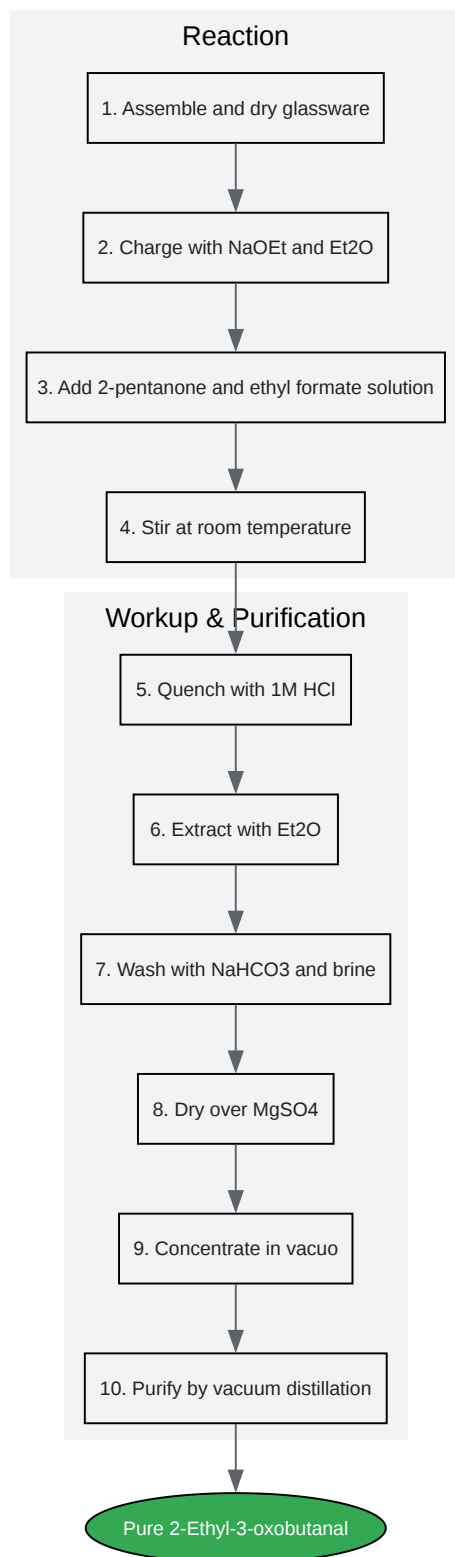 Reaction
1. Assemble and dry glassware
2. Charge with NaOEt and Et2O
3. Add 2-pentanone and ethyl formate solution
4. Stir at room temperature
Workup & Purification
5. Quench with 1M HCl
6. Extract with Et2O
7. Wash with NaHCO3 and brine
8. Dry over MgSO4
9. Concentrate in vacuo
10. Purify by vacuum distillation
Pure 2-Ethyl-3-oxobutanal